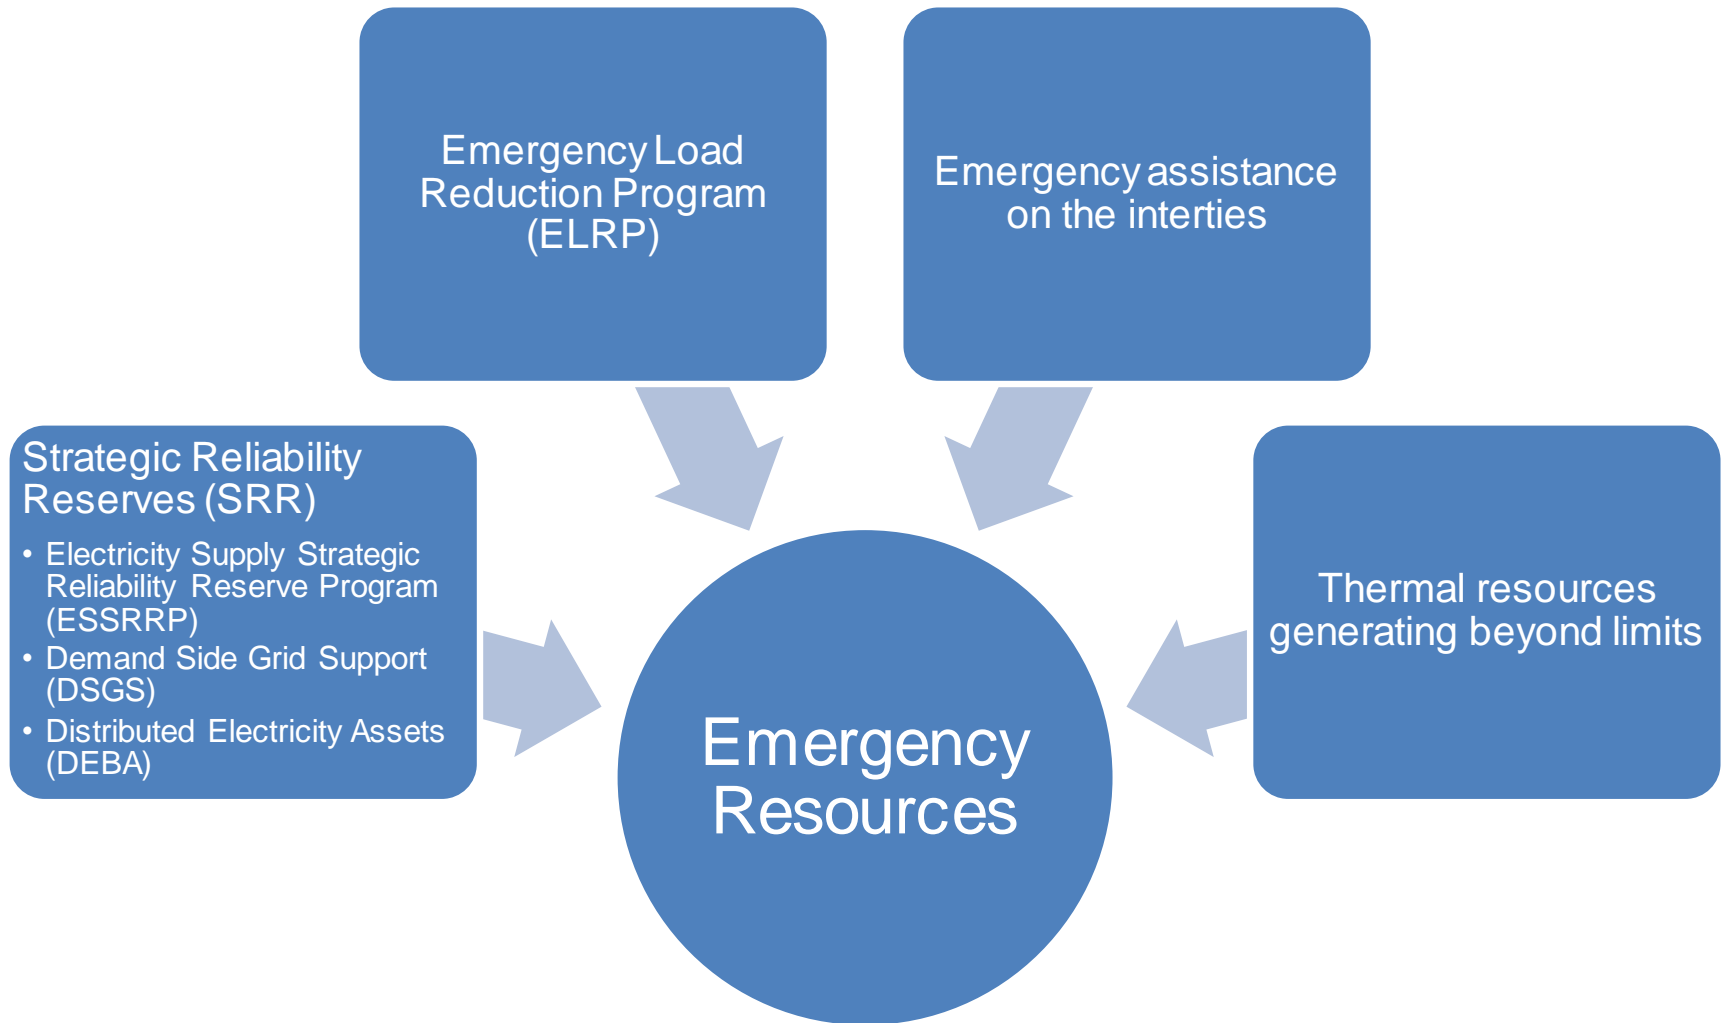 Emergency Load
Reduction Program
(ELRP)
Emergency assistance
on the interties
Strategic Reliability
Reserves (SRR)
• Electricity Supply Strategic
Reliability Reserve Program
(ESSRRP)
• Demand Side Grid Support
(DSGS)
• Distributed Electricity Assets
(DEBA)
Thermal resources
generating beyond limits
Emergency
Resources